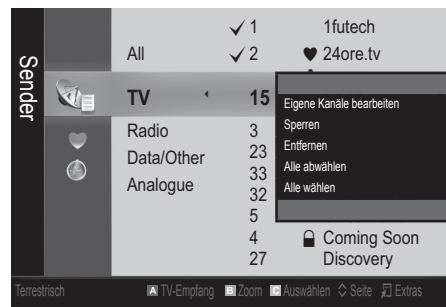 Sender
✓ 1 1futech
All ✓ 2 ♥ 24ore.tv
TV 15
Radio 3
Data/Other 23
Analogue 33
32
5
4 Coming Soon
27 Discovery
Eigene Kanäle bearbeiten
Sperren
Entfernen
Alle abwählen
Alle wählen
Terrestrisch A TV-Empfang B Zoom C Auswählen Seite Extras